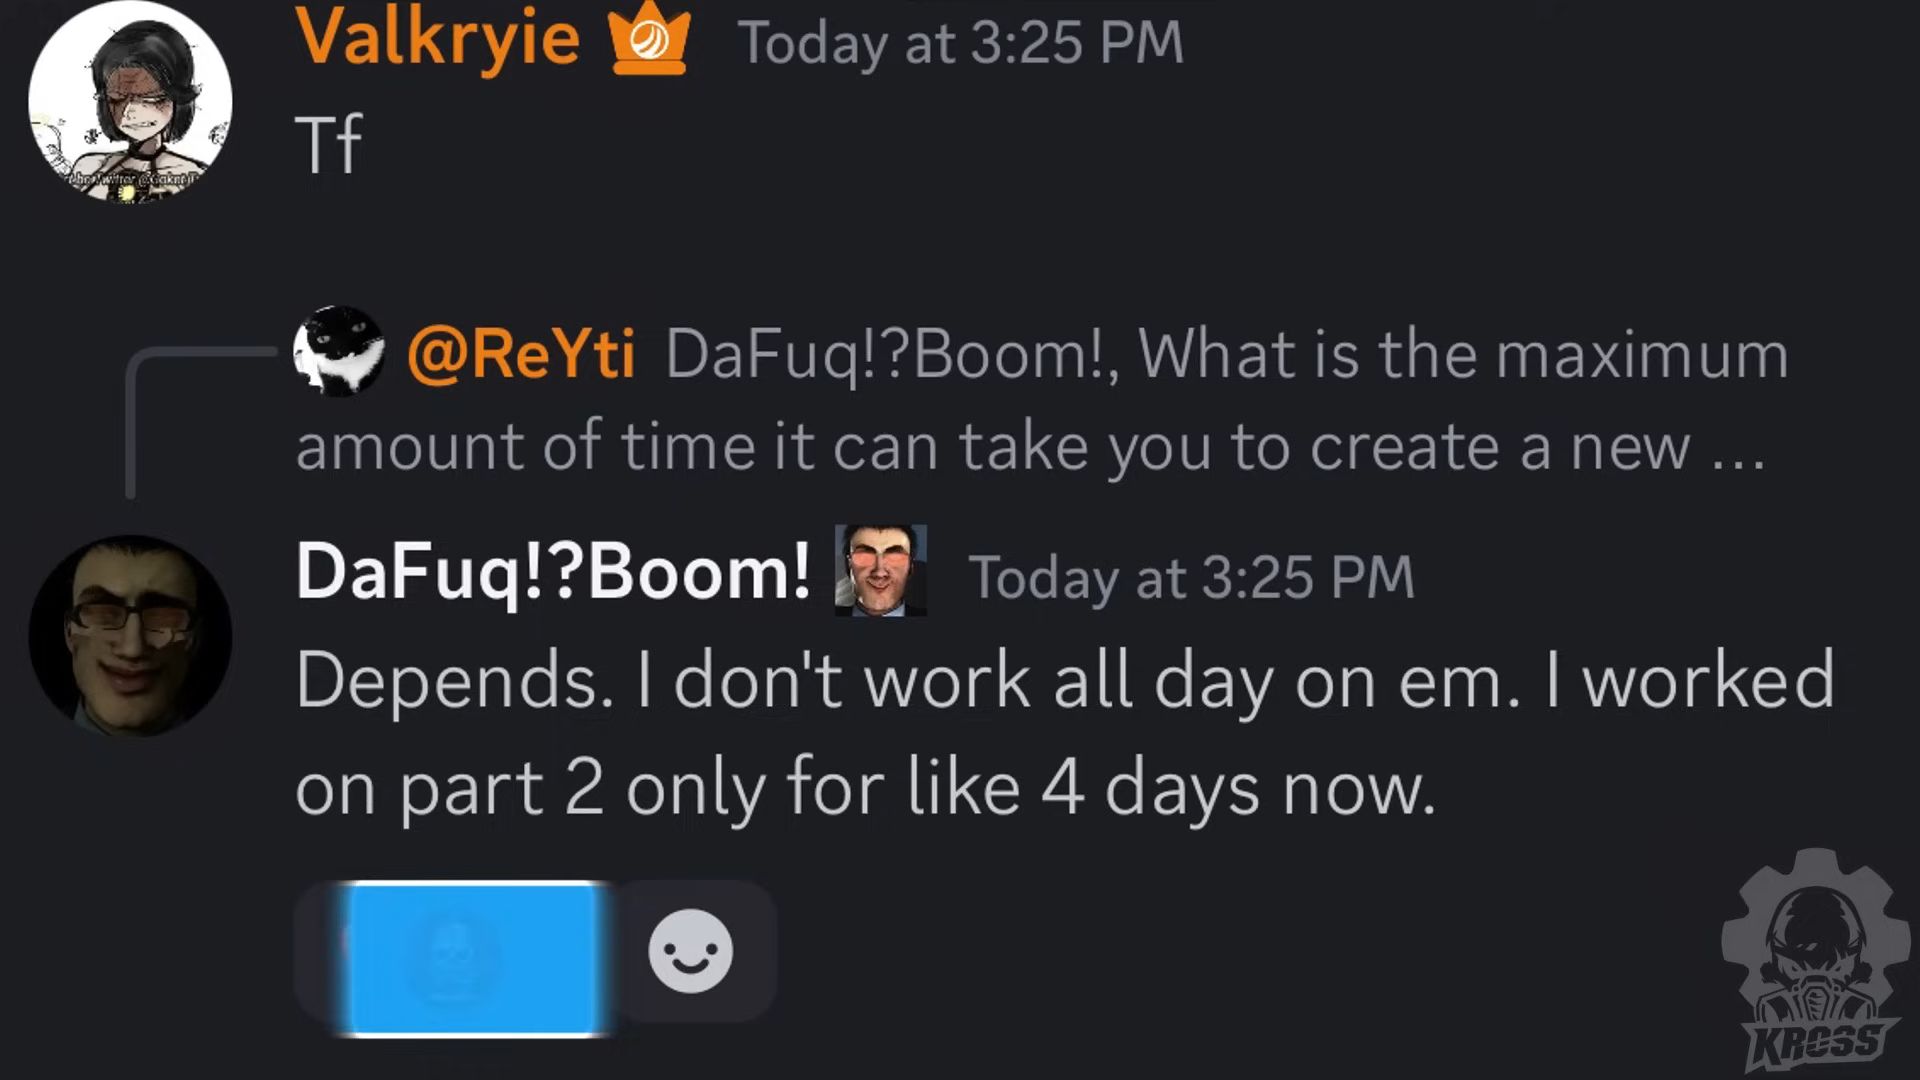 Valkryie Today at 3:25 PM
Tf
@ReYti DaFuq!?Boom!, What is the maximum
amount of time it can take you to create a new ...
DaFuq!?Boom! Today at 3:25 PM
Depends. I don't work all day on em. I worked
on part 2 only for like 4 days now.
KROSS